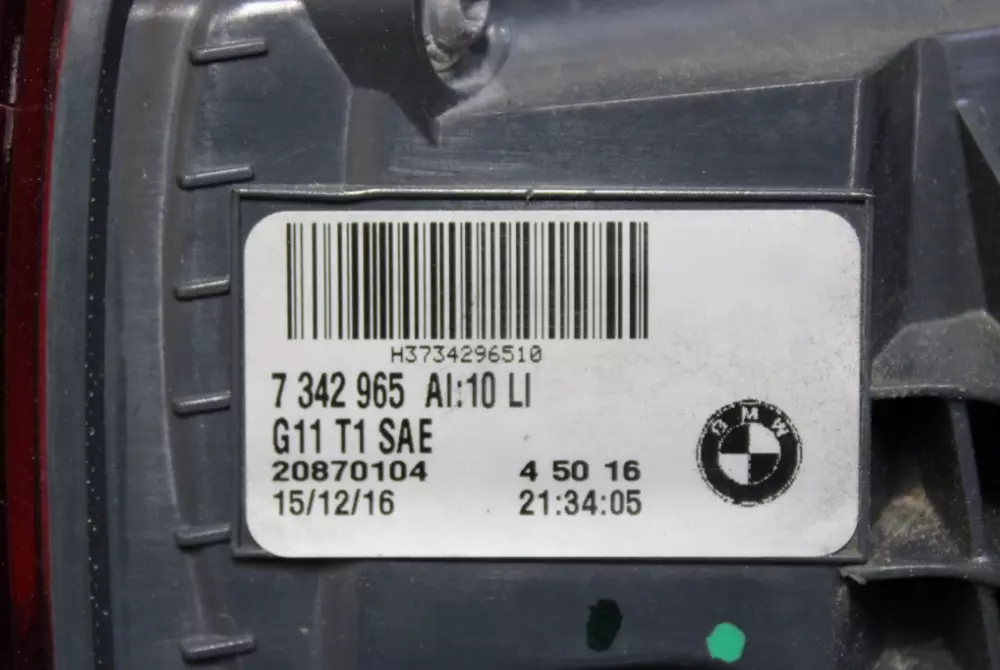 H3734296510
7 342 965 AI:10 LI
G11 T1 SAE
20870104 4 50 16
15/12/16 21:34:05
BMW